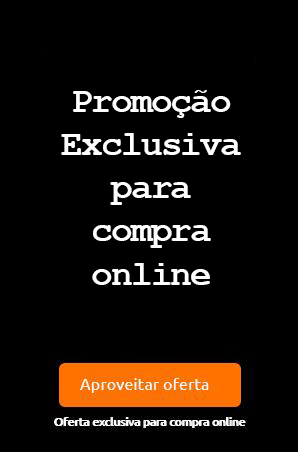 Promoção
Exclusiva
para
compra
online
Aproveitar oferta
Oferta exclusiva para compra online